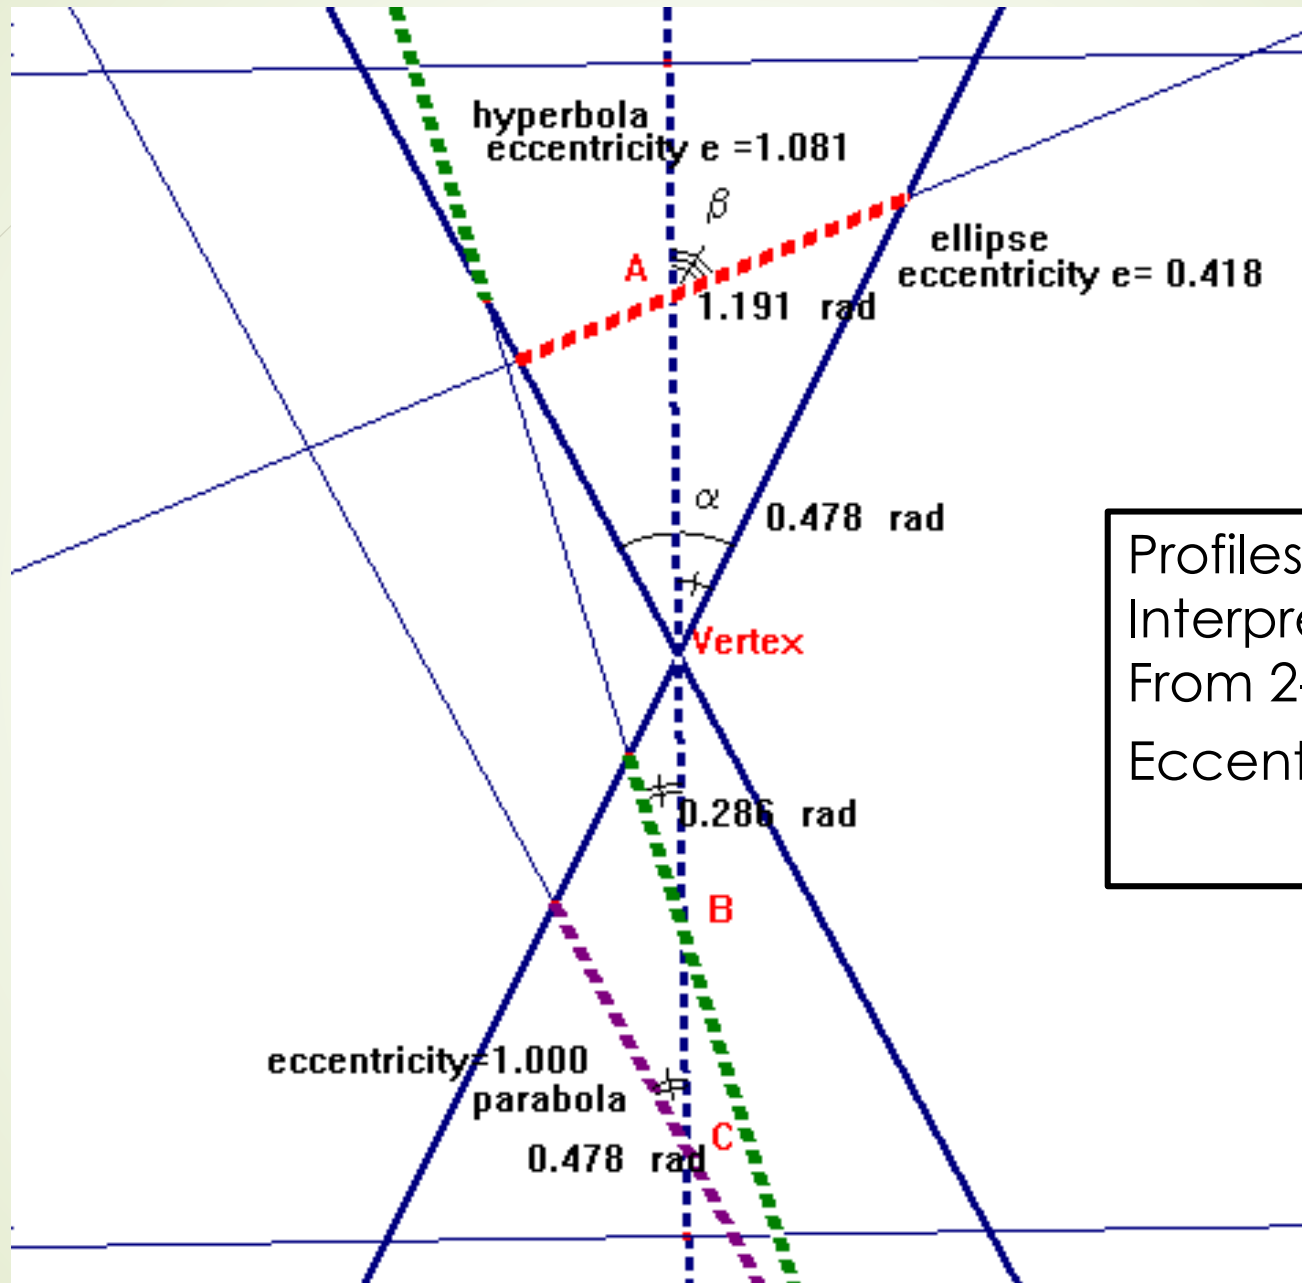 hyperbola
eccentricity e =1.081
β
ellipse
A
eccentricity e= 0.418
1.191 rad
α
0.478 rad
Profiles
Vertex
From
0.286 rad
B
eccentricity=1.000
parabola
C
0.478 rad